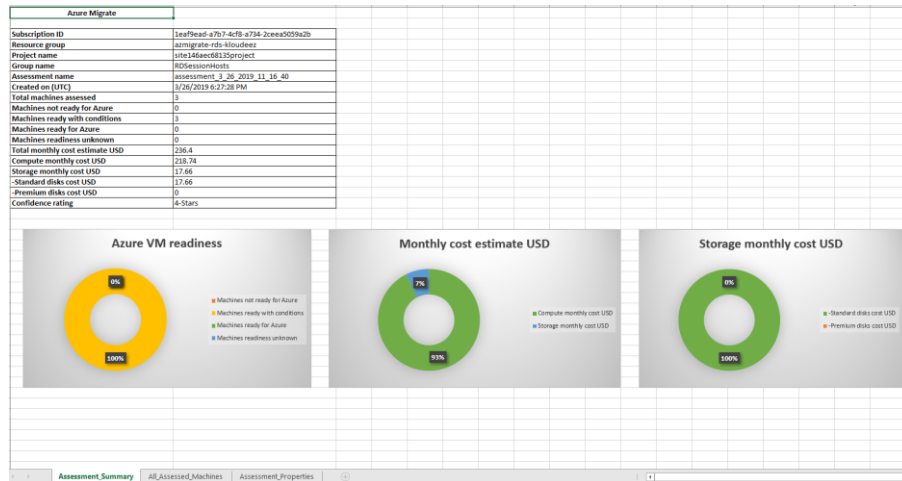 Azure Migrate
Subscription ID 1eaf9ead-a7b7-4cf8-a734-2ceea5059a2b
Resource group azmigrate-rds-kloudeez
Project name site146aec68135project
Group name RDSessionHosts
Assessment name assessment_3_26_2019_11_16_40
Created on (UTC) 3/26/2019 6:27:28 PM
Total machines assessed 3
Machines not ready for Azure 0
Machines ready with conditions 3
Machines ready for Azure 0
Machines readiness unknown 0
Total monthly cost estimate USD 236.4
Compute monthly cost USD 218.74
Storage monthly cost USD 17.66
-Standard disks cost USD 17.66
-Premium disks cost USD 0
Confidence rating 4-Stars
Azure VM readiness
0%
100%
Machines not ready for Azure
Machines ready with conditions
Machines ready for Azure
Machines readiness unknown
Monthly cost estimate USD
7%
93%
Compute monthly cost USD
Storage monthly cost USD
Storage monthly cost USD
0%
100%
-Standard disks cost USD
-Premium disks cost USD
Assessment_Summary All_Assessed_Machines Assessment_Properties